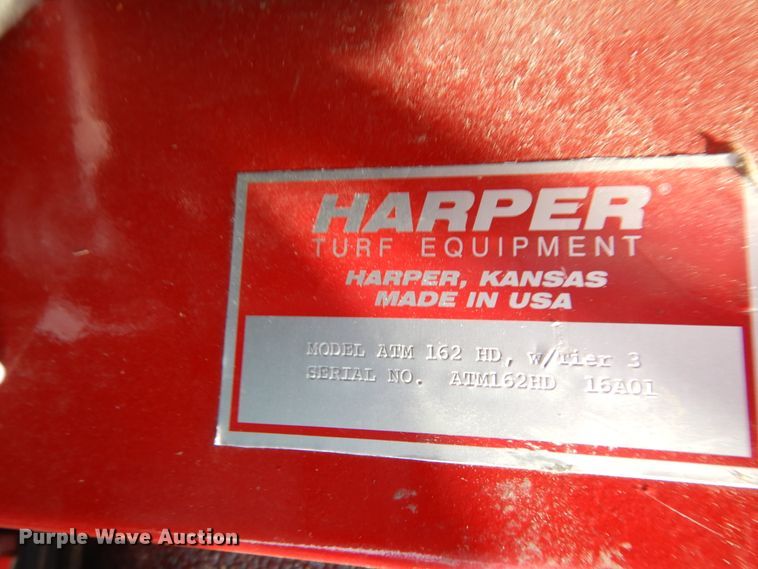 HARPER®
TURF EQUIPMENT
HARPER, KANSAS
MADE IN USA
MODEL ATM 162 HD, w/Tier 3
SERIAL NO. ATM162HD 16A01
Purple Wave Auction